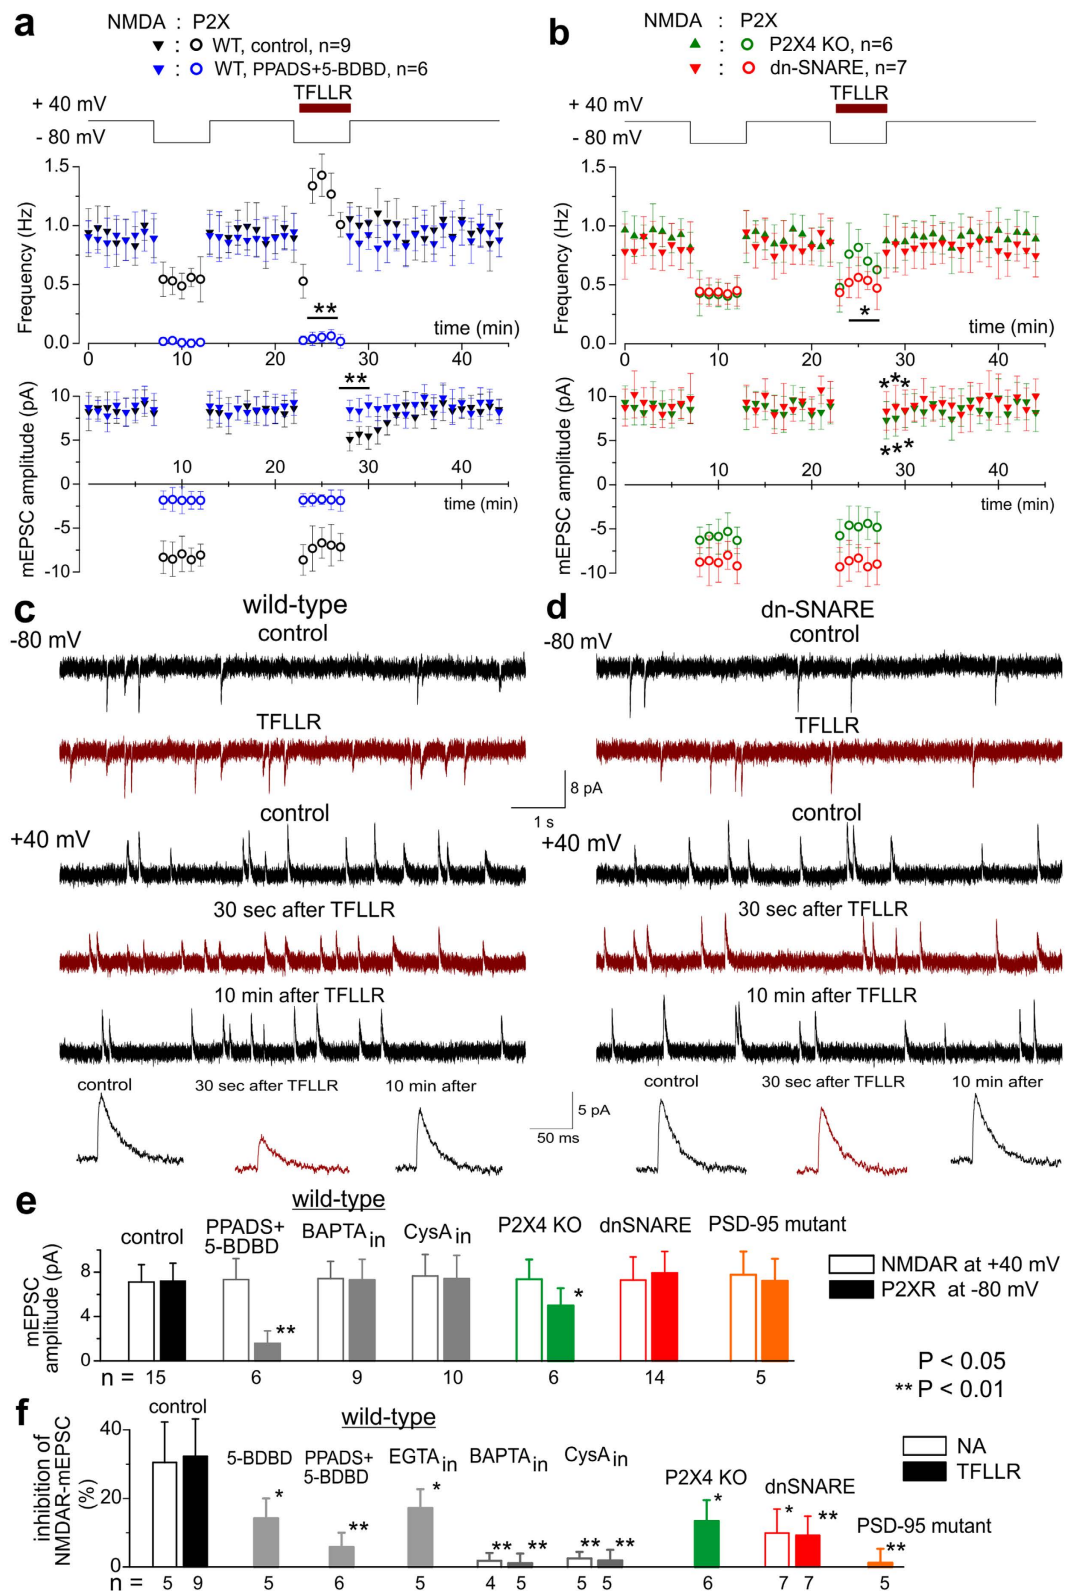 a
NMDA : P2X
▼ : ○ WT, control, n=9
▼ : ○ WT, PPADS+5-BDBD, n=6
TFLLR
+ 40 mV
- 80 mV
Frequency (Hz)
1.5
1.0
0.5
0.0
**
time (min)
0 10 20 30 40
mEPSC amplitude (pA)
10
5
0
-5
-10
**
10 20 30 40
time (min)
b
NMDA : P2X
▲ : ○ P2X4 KO, n=6
▼ : ○ dn-SNARE, n=7
TFLLR
+ 40 mV
- 80 mV
Frequency (Hz)
1.5
1.0
0.5
0.0
*
time (min)
0 10 20 30 40
mEPSC amplitude (pA)
10
5
0
-5
-10
***
***
10 20 30 40
time (min)
c
wild-type
control
-80 mV
TFLLR
8 pA
1 s
control
+40 mV
30 sec after TFLLR
10 min after TFLLR
control
30 sec after TFLLR
10 min after
5 pA
50 ms
d
dn-SNARE
control
-80 mV
TFLLR
control
+40 mV
30 sec after TFLLR
10 min after TFLLR
control
30 sec after TFLLR
10 min after
e
mEPSC
amplitude (pA)
8
4
0
wild-type
control
PPADS+
5-BDBD
BAPTA in
CysA in
P2X4 KO
dnSNARE
PSD-95 mutant
**
*
n = 15 6 9 10 6 14 5
NMDAR at +40 mV
P2XR at -80 mV
P < 0.05
** P < 0.01
f
inhibition of
NMDAR-mEPSC
(%)
40
20
0
control
wild-type
5-BDBD
PPADS+
5-BDBD
EGTA in
BAPTA in
CysA in
P2X4 KO
dnSNARE
PSD-95 mutant
* ** * ** ** ** ** * * ** **
NA
TFLLR
n = 5 9 5 6 5 4 5 5 5 6 7 7 5